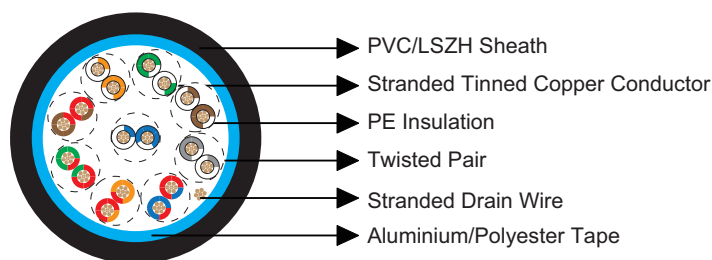 PVC/LSZH Sheath
Stranded Tinned Copper Conductor
PE Insulation
Twisted Pair
Stranded Drain Wire
Aluminium/Polyester Tape